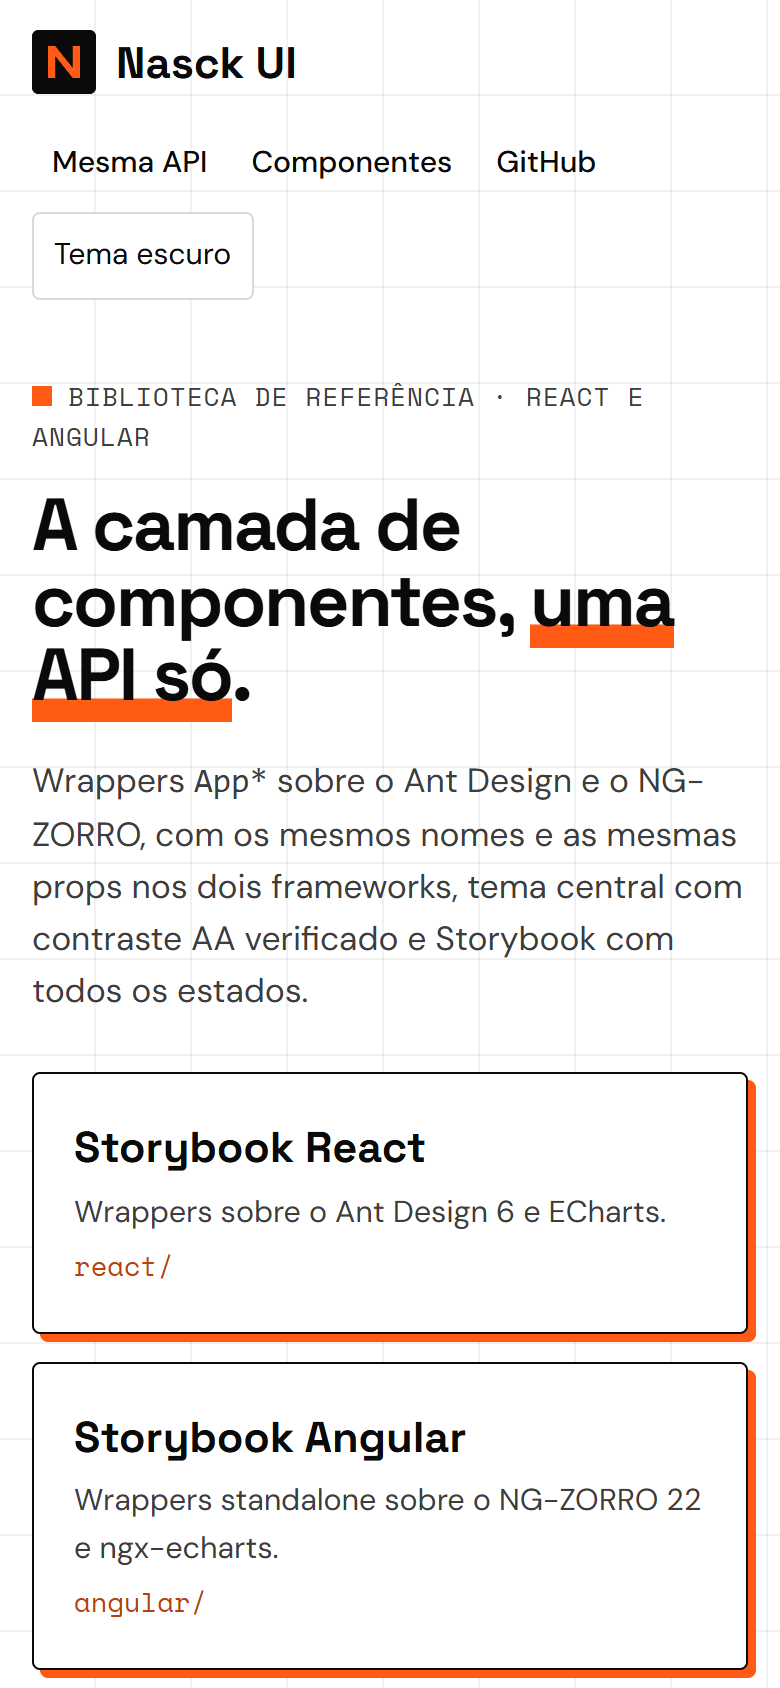 N Nasck UI
Mesma API Componentes GitHub
Tema escuro
BIBLIOTECA DE REFERÊNCIA · REACT E
ANGULAR
A camada de
componentes, uma
API só.
Wrappers App* sobre o Ant Design e o NG-
ZORRO, com os mesmos nomes e as mesmas
props nos dois frameworks, tema central com
contraste AA verificado e Storybook com
todos os estados.
Storybook React
Wrappers sobre o Ant Design 6 e ECharts.
react/
Storybook Angular
Wrappers standalone sobre o NG-ZORRO 22
e ngx-echarts.
angular/